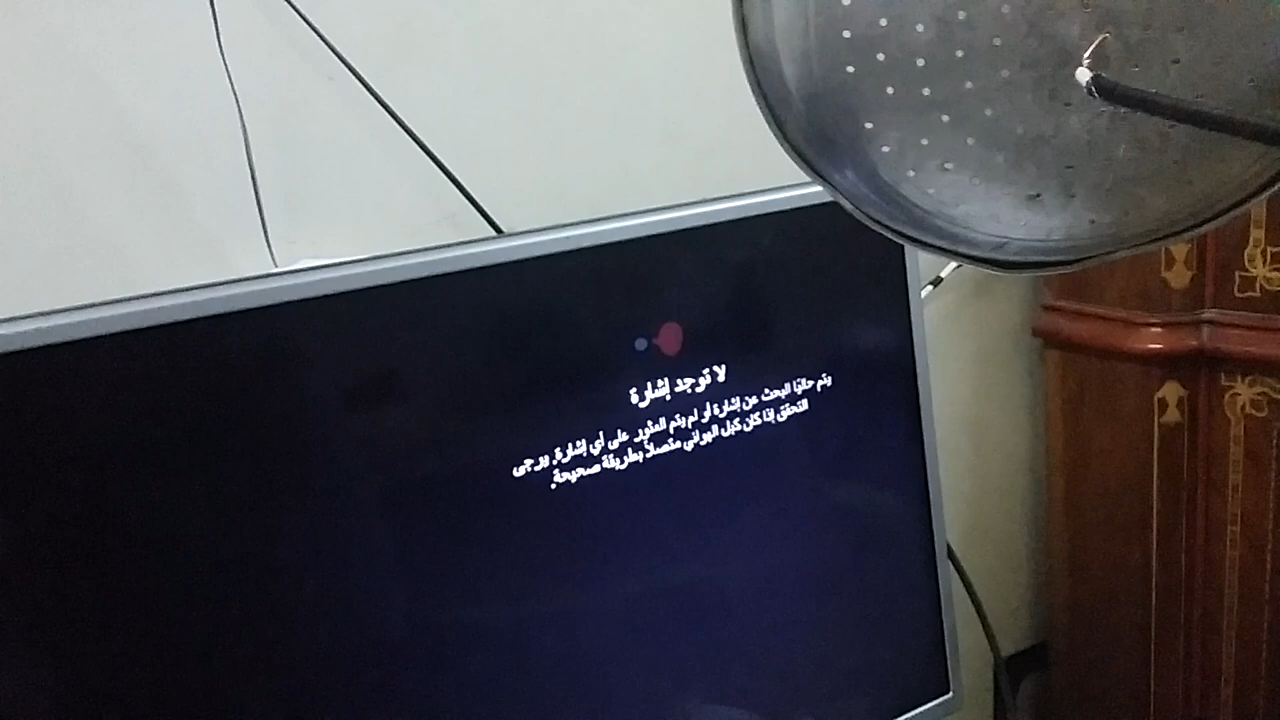 لا توجد إشارة
يتم حاليًا البحث عن إشارة أو لم يتم العثور على أي إشارة. يرجى
التحقق إذا كان كبل الهوائي متصلاً بطريقة صحيحة.